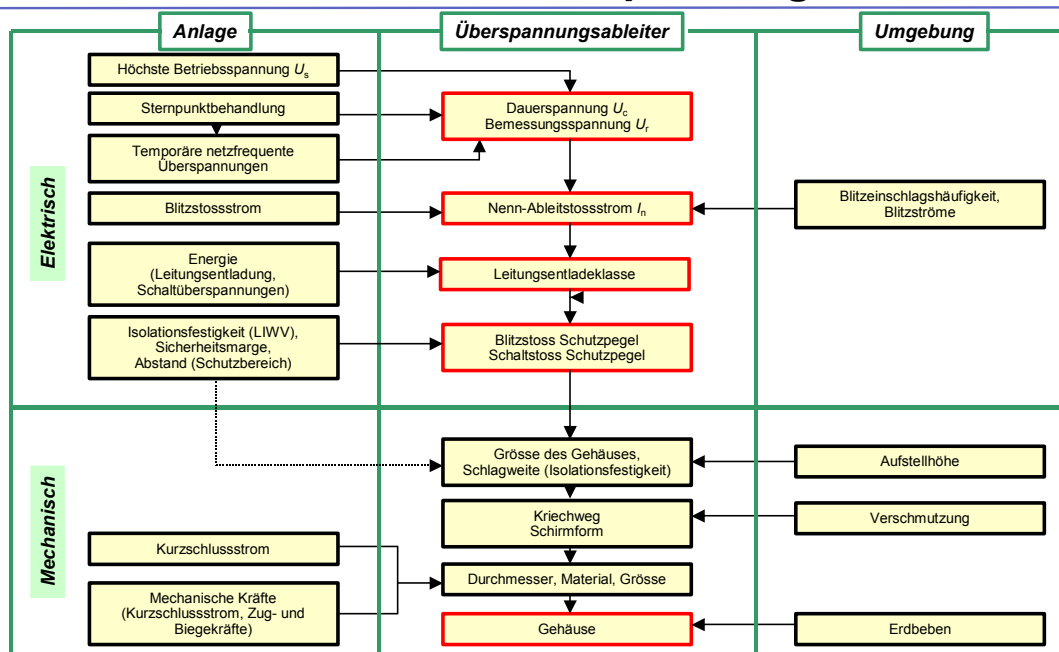 Anlage
Überspannungsableiter
Umgebung
Elektrisch
Höchste Betriebsspannung Us
Sternpunktbehandlung
Temporäre netzfrequente
Überspannungen
Blitzstossstrom
Energie
(Leitungsentladung,
Schaltüberspannungen)
Isolationsfestigkeit (LIWV),
Sicherheitsmarge,
Abstand (Schutzbereich)
Dauerspannung Uc
Bemessungsspannung Ur
Nenn-Ableitstossstrom In
Leitungsentladeklasse
Blitzstoss Schutzpegel
Schaltstoss Schutzpegel
Blitzeinschlagshäufigkeit,
Blitzströme
Mechanisch
Kurzschlussstrom
Mechanische Kräfte
(Kurzschlussstrom, Zug- und
Biegekräfte)
Grösse des Gehäuses,
Schlagweite (Isolationsfestigkeit)
Kriechweg
Schirmform
Durchmesser, Material, Grösse
Gehäuse
Aufstellhöhe
Verschmutzung
Erdbeben